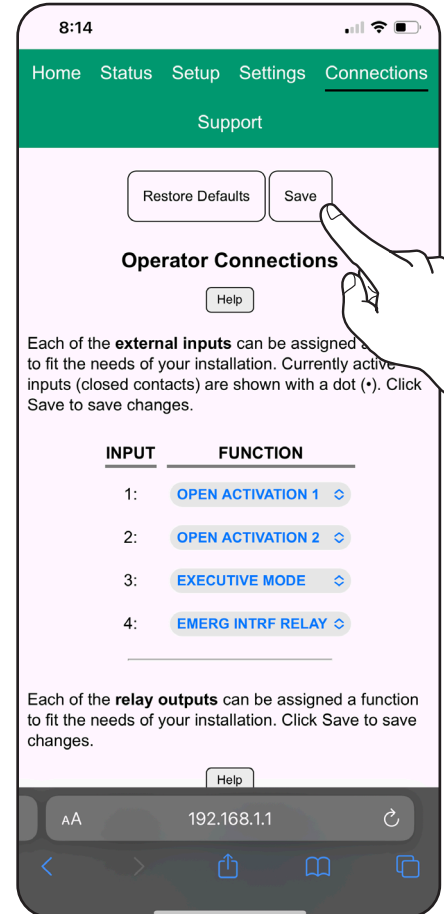 8:14
Home Status Setup Settings Connections
Support
Restore Defaults Save
Operator Connections
Help
Each of the external inputs can be assigned a
to fit the needs of your installation. Currently active
inputs (closed contacts) are shown with a dot (•). Click
Save to save changes.
INPUT FUNCTION
1: OPEN ACTIVATION 1
2: OPEN ACTIVATION 2
3: EXECUTIVE MODE
4: EMERG INTRF RELAY
Each of the relay outputs can be assigned a function
to fit the needs of your installation. Click Save to save
changes.
Help
AA 192.168.1.1